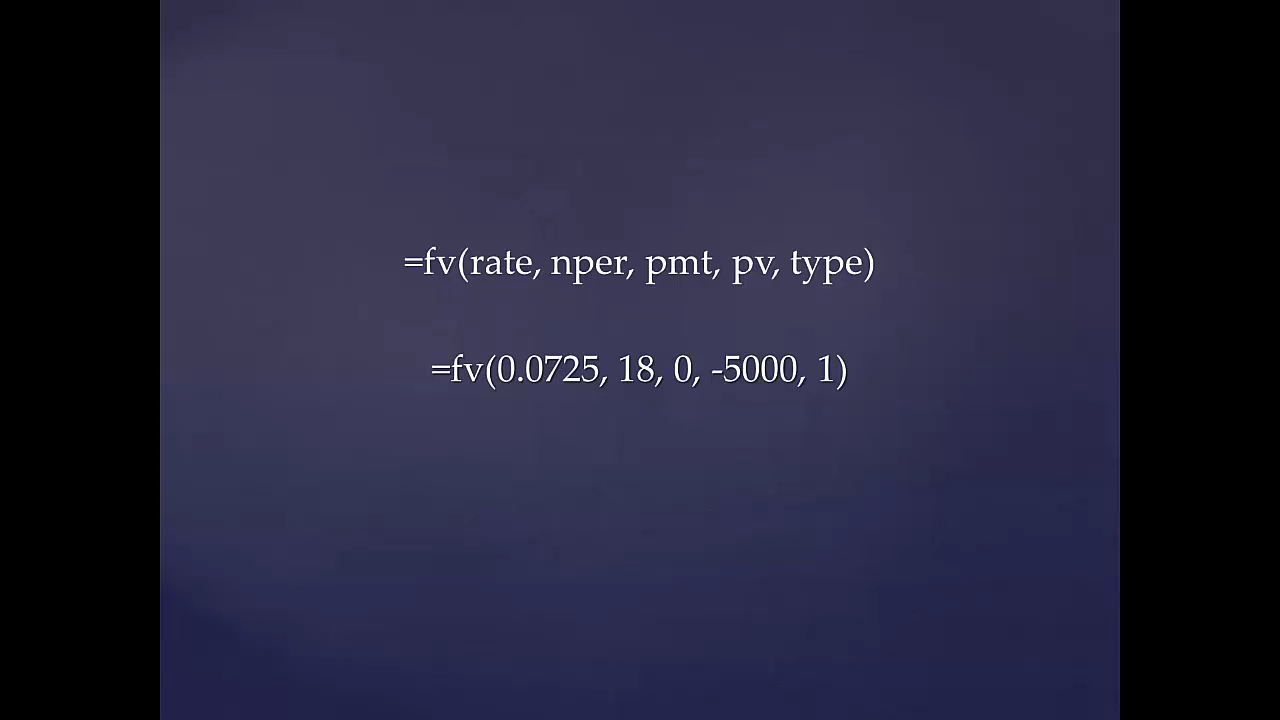 =fv(rate, nper, pmt, pv, type)
=fv(0.0725, 18, 0, -5000, 1)